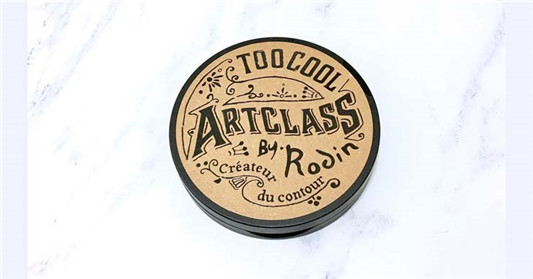 TOO COOL
ARTCLASS
By: Rodin
Créateur
du contour